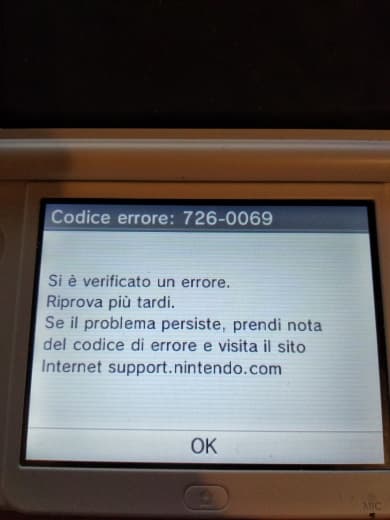 Codice errore: 726-0069
Si è verificato un errore.
Riprova più tardi.
Se il problema persiste, prendi nota
del codice di errore e visita il sito
Internet support.nintendo.com
OK
MIC